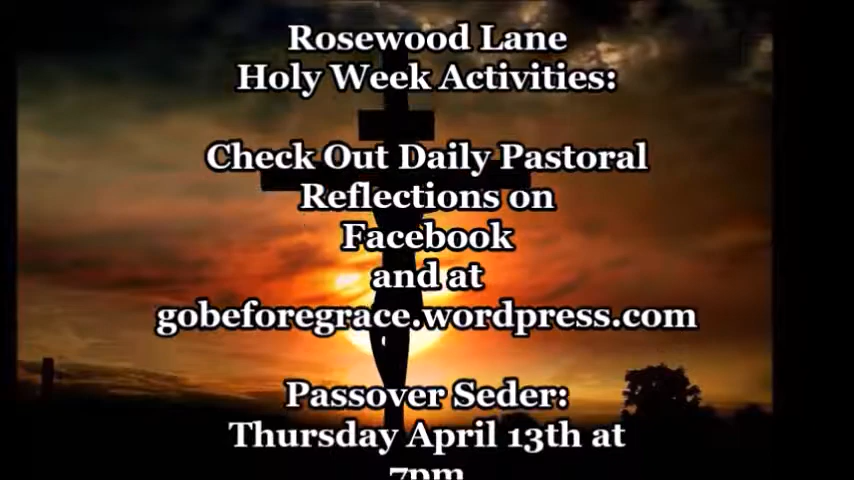 Rosewood Lane
Holy Week Activities:
Check Out Daily Pastoral
Reflections on
Facebook
and at
gobeforegrace.wordpress.com
Passover Seder:
Thursday April 13th at
7pm